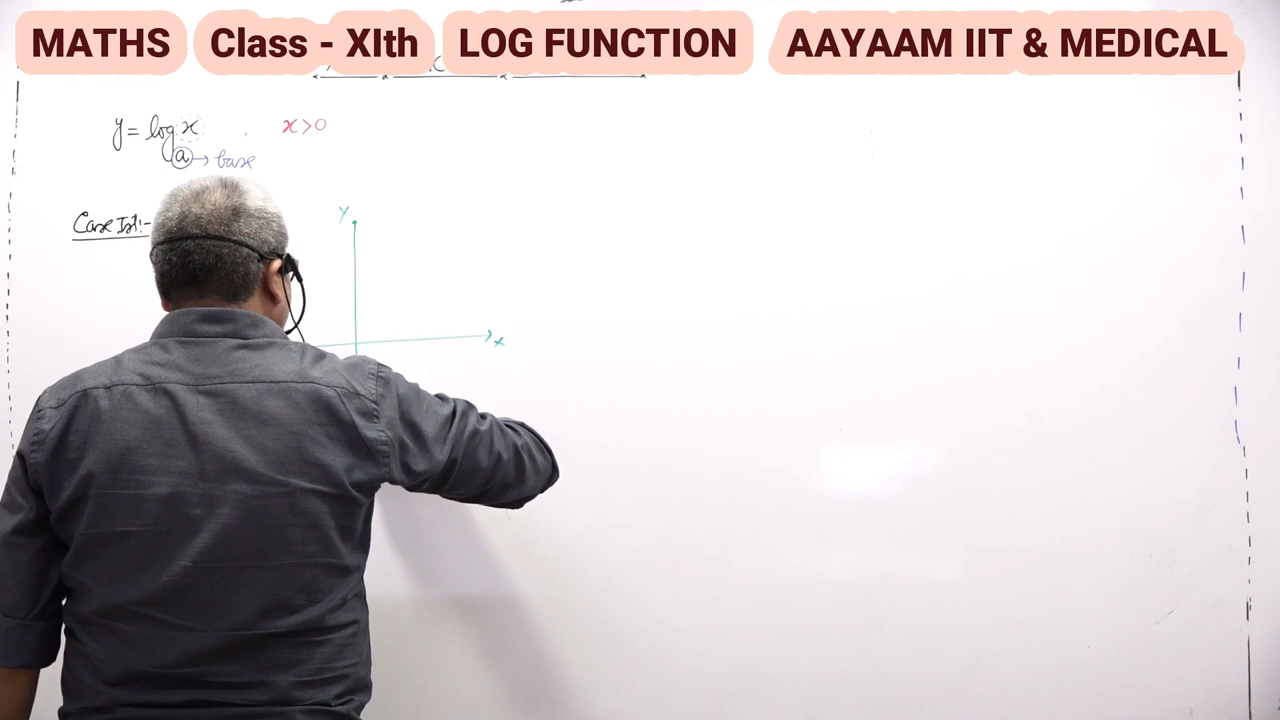 MATHS Class - XIth LOG FUNCTION AAYAAM IIT & MEDICAL
y = log x x > 0
a → base
Case Ist:-
Y
X